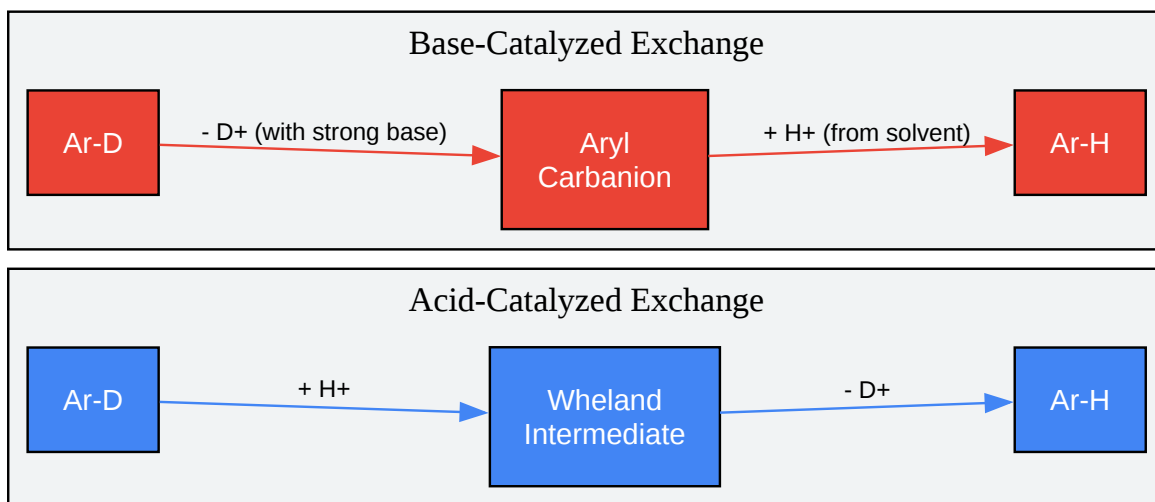 Base-Catalyzed Exchange
Ar-D
- D+ (with strong base)
Aryl
Carbanion
+ H+ (from solvent)
Ar-H
Acid-Catalyzed Exchange
Ar-D
+ H+
Wheland
Intermediate
- D+
Ar-H